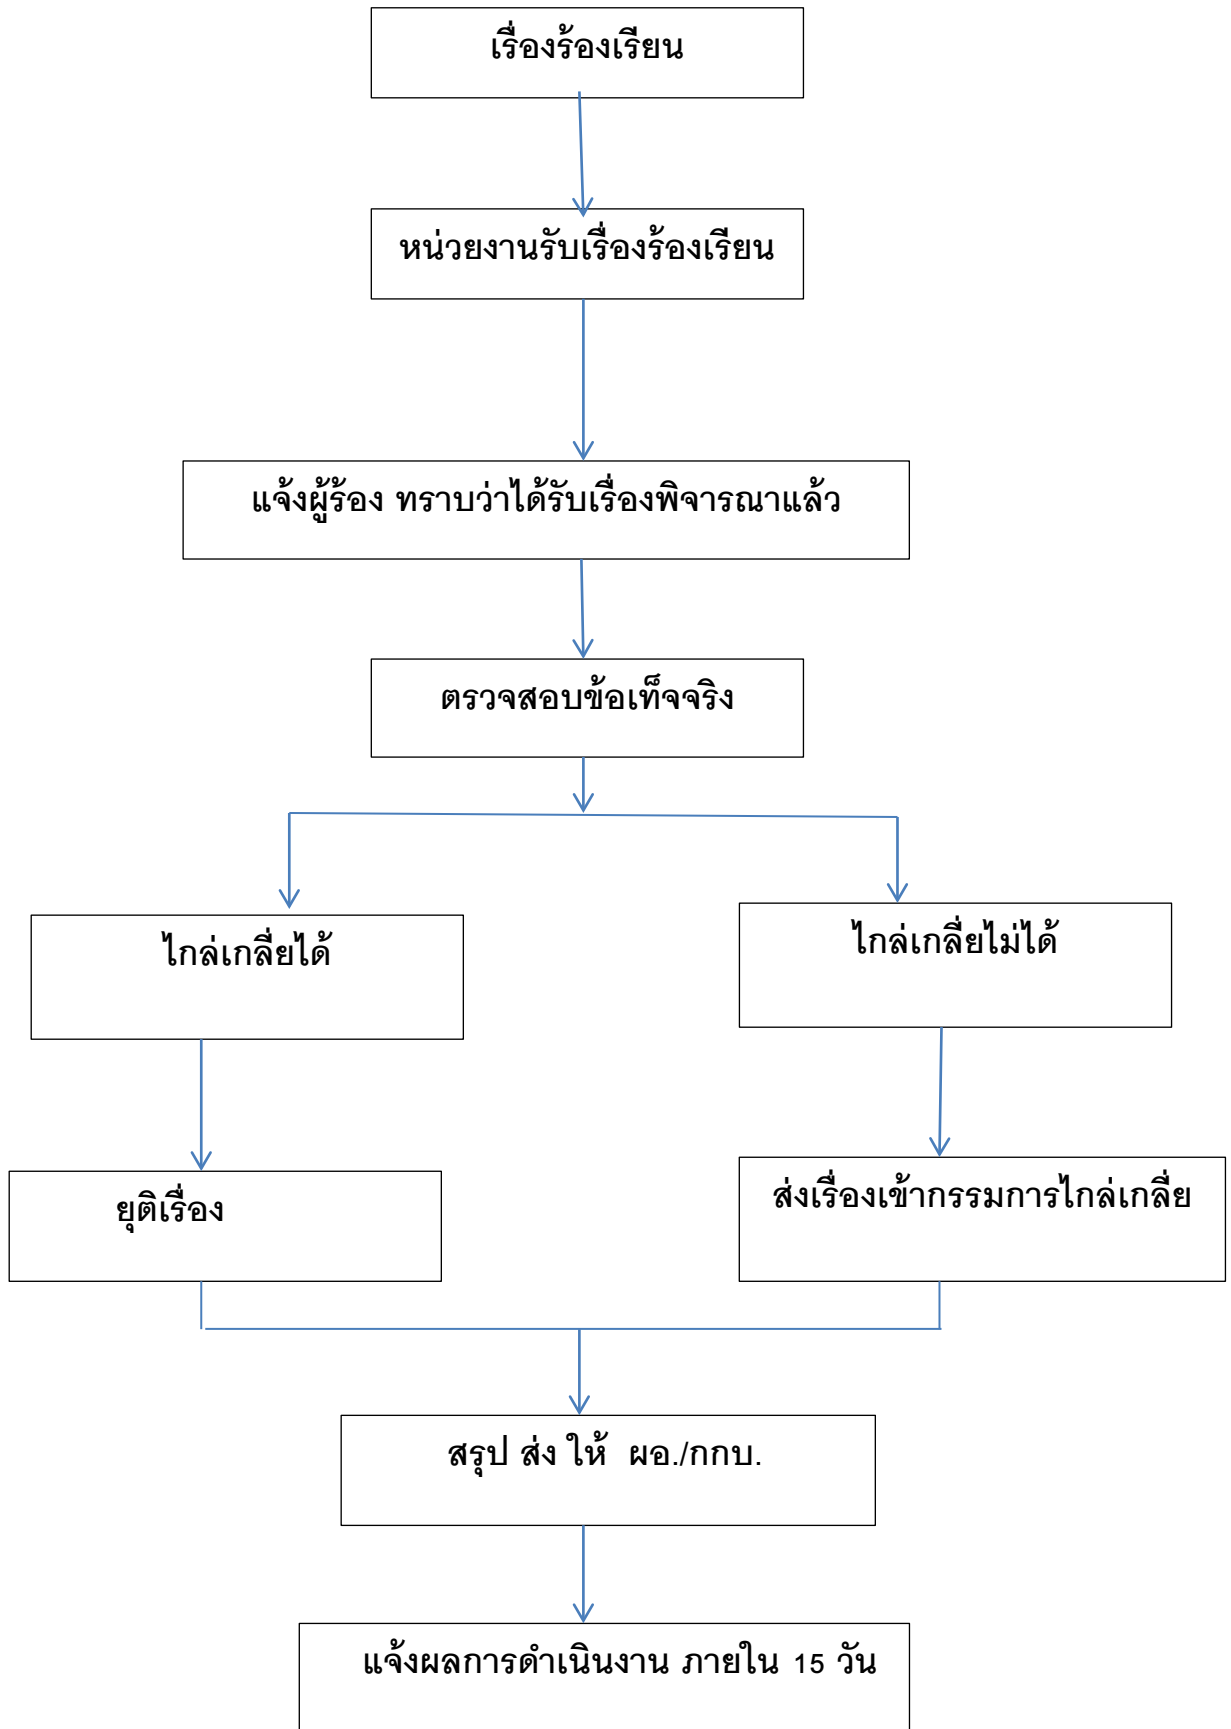 เรื่องร้องเรียน
หน่วยงานรับเรื่องร้องเรียน
แจ้งผู้ร้อง ทราบว่าได้รับเรื่องพิจารณาแล้ว
ตรวจสอบข้อเท็จจริง
ไกล่เกลี่ยได้
ไกล่เกลี่ยไม่ได้
ยุติเรื่อง
ส่งเรื่องเข้ากรรมการไกล่เกลี่ย
สรุป ส่ง ให้ ผอ./กกบ.
แจ้งผลการดำเนินงาน ภายใน 15 วัน